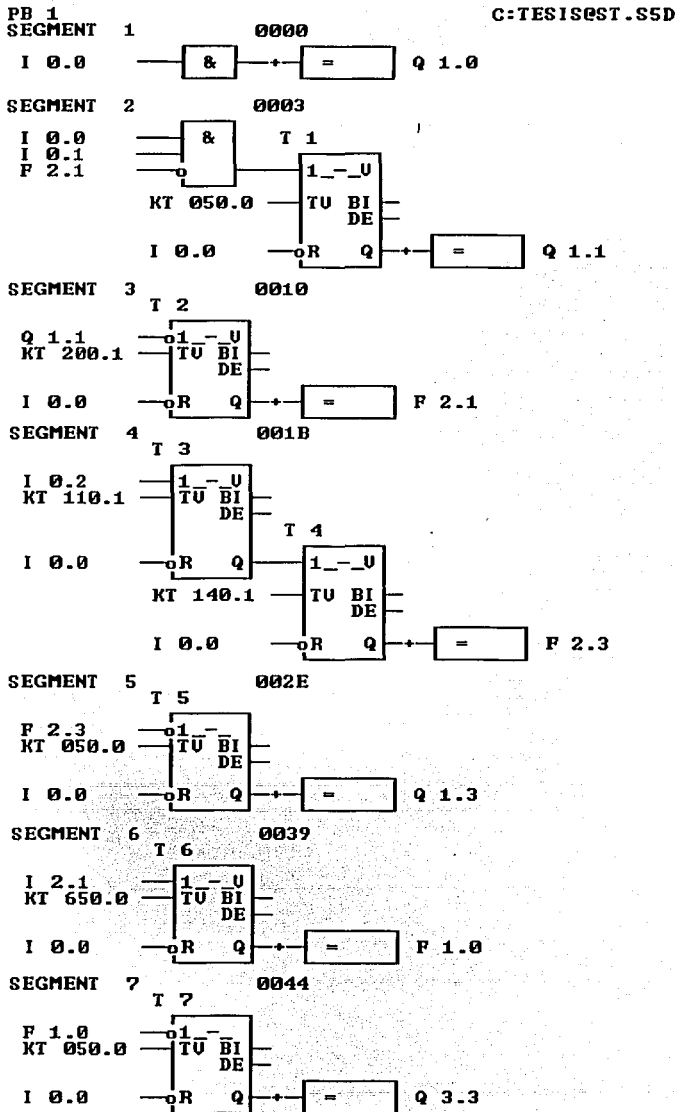 PB 1 C:TESIS@ST.S5D
SEGMENT 1 0000
I 0.0 & = Q 1.0
SEGMENT 2 0003
I 0.0 & T 1
I 0.1
F 2.1 1_-_V
KT 050.0 TV BI
DE
I 0.0 R Q = Q 1.1
SEGMENT 3 0010
T 2
Q 1.1 1_-_V
KT 200.1 TV BI
DE
I 0.0 R Q = F 2.1
SEGMENT 4 001B
T 3
I 0.2 1_-_V
KT 110.1 TV BI
DE
T 4
I 0.0 R Q 1_-_V
KT 140.1 TV BI
DE
I 0.0 R Q = F 2.3
SEGMENT 5 002E
T 5
F 2.3 1_-_
KT 050.0 TV BI
DE
I 0.0 R Q = Q 1.3
SEGMENT 6 0039
T 6
I 2.1 1_-_V
KT 650.0 TV BI
DE
I 0.0 R Q = F 1.0
SEGMENT 7 0044
T 7
F 1.0 1_-_
KT 050.0 TV BI
DE
I 0.0 R Q = Q 3.3